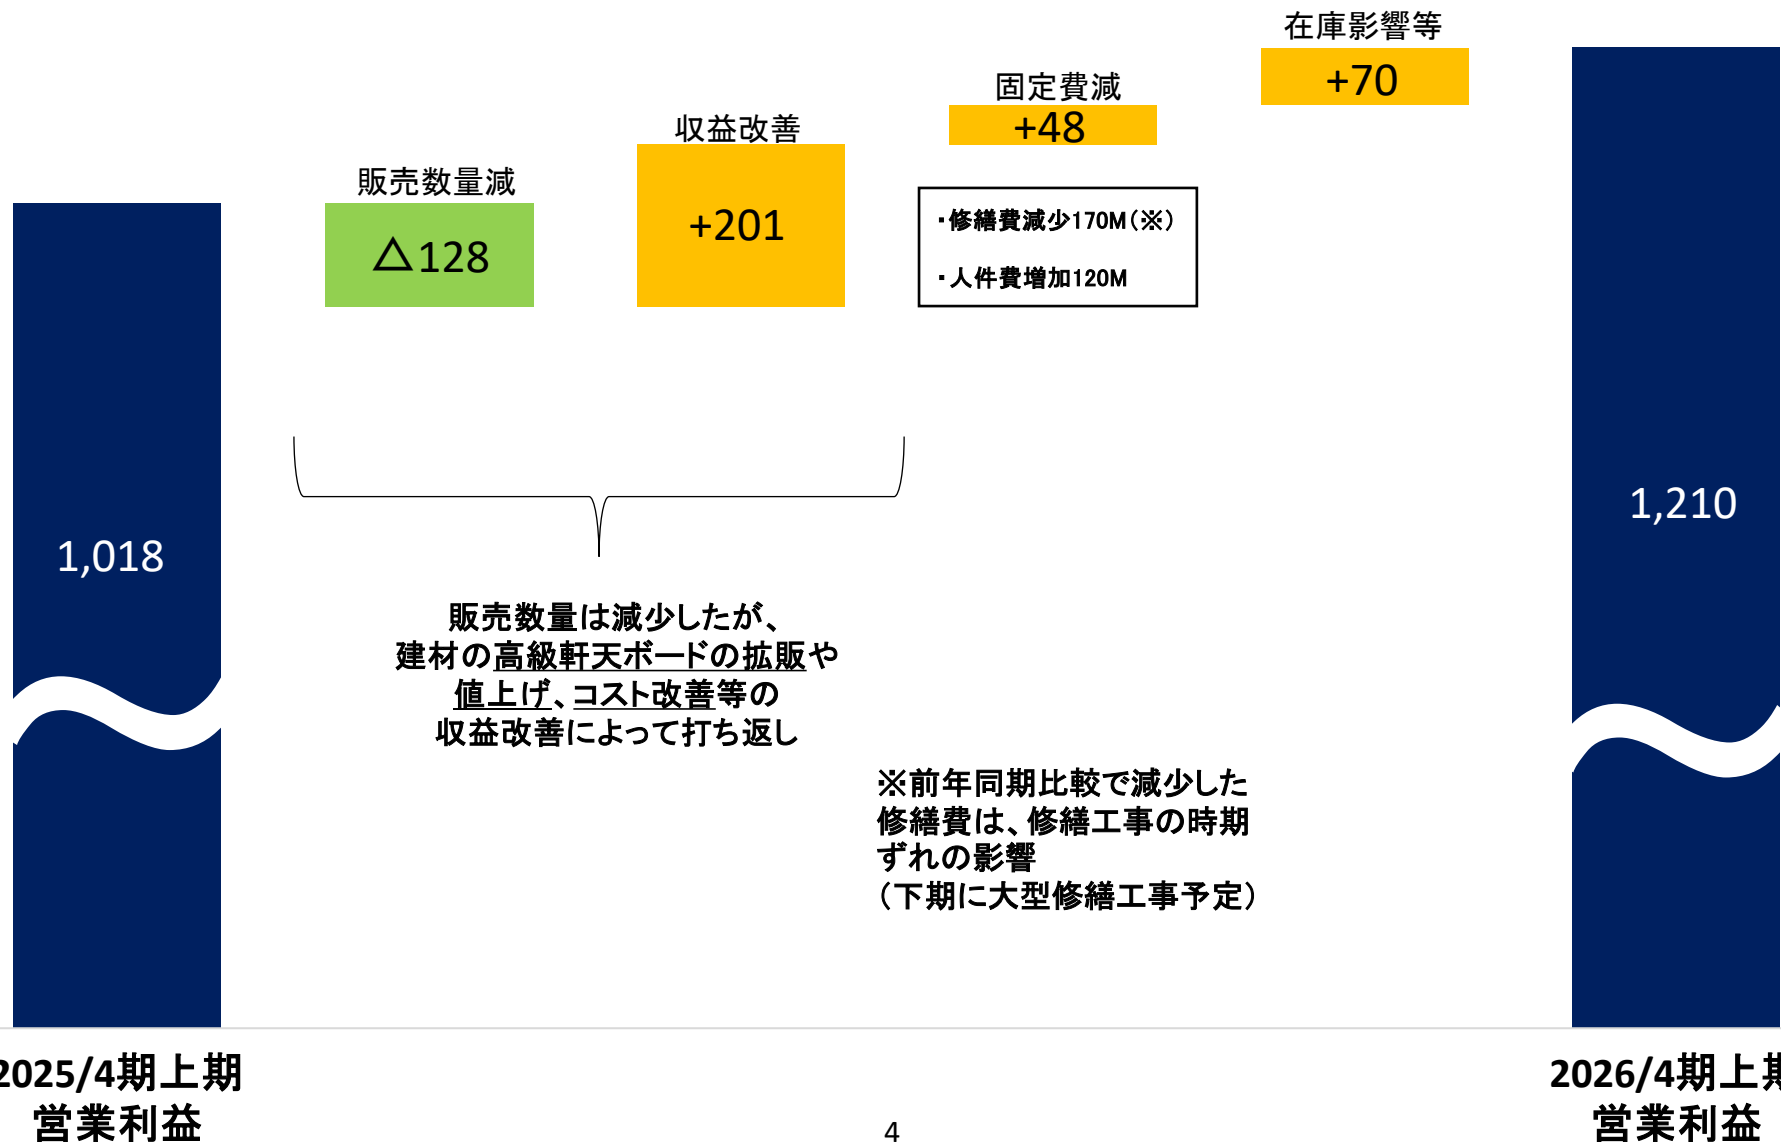 在庫影響等
+70
固定費減
+48
収益改善
+201
販売数量減
△128
・修繕費減少170M(※)
・人件費増加120M
1,018
1,210
販売数量は減少したが、
建材の高級軒天ボードの拡販や
値上げ、コスト改善等の
収益改善によって打ち返し
※前年同期比較で減少した
修繕費は、修繕工事の時期
ずれの影響
(下期に大型修繕工事予定)
2025/4期上期
営業利益
2026/4期上期
営業利益
4